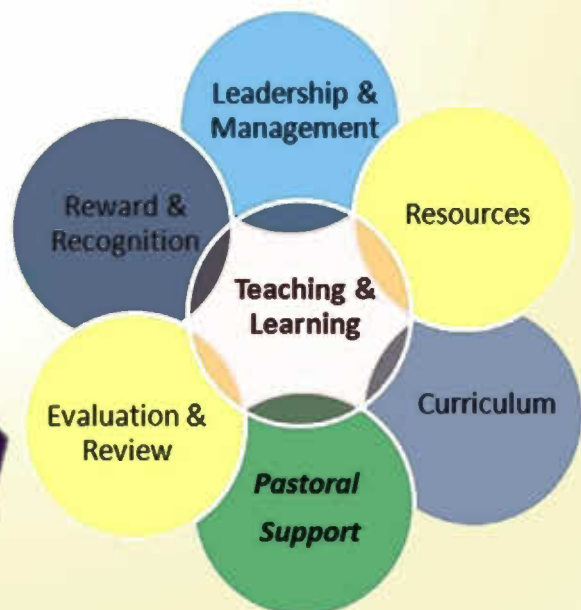 Leadership &
Management
Resources
Reward &
Recognition
Teaching &
Learning
Curriculum
Evaluation &
Review
Pastoral
Support